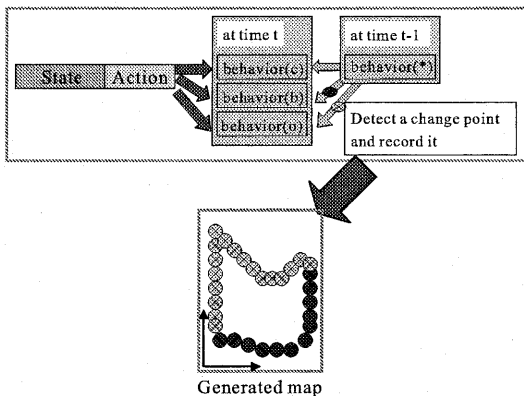 at time t
at time t-1
State
Action
behavior(c)
behavior(*)
behavior(b)
behavior(o)
Detect a change point
and record it
Generated map